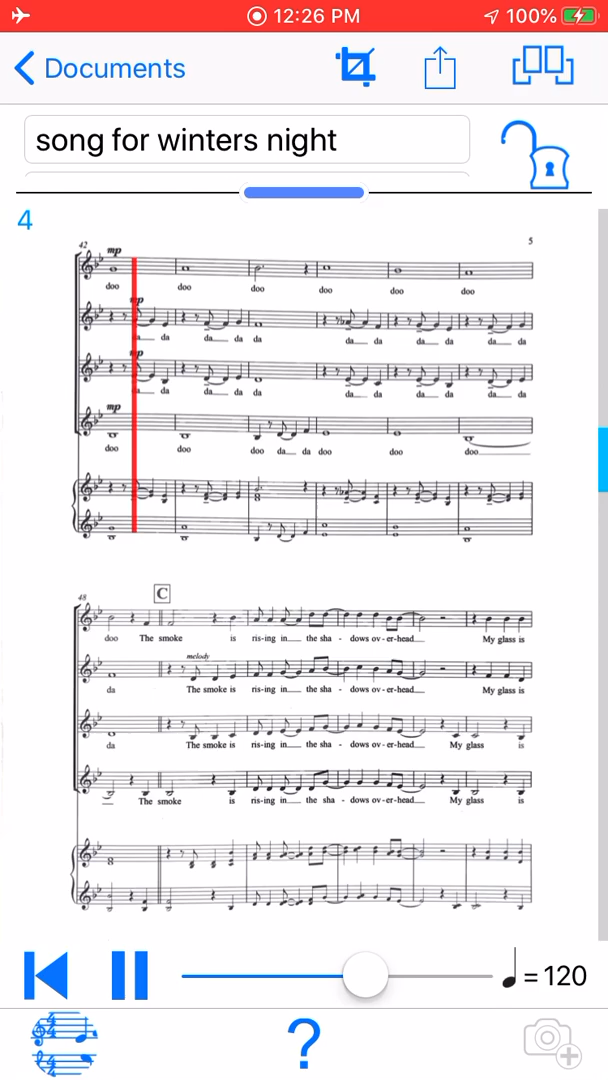 12:26 PM
100%
Documents
song for winters night
4
42
5
mp
doo doo doo doo doo doo
mp
da da da da da da da da da da
mp
da da da da da da da da da da
mp
doo doo doo da da doo doo doo
48
C
doo The smoke is ris-ing in the sha - dows ov-er-head My glass is
melody
da The smoke is ris-ing in the sha - dows ov-er-head My glass is
da The smoke is ris-ing in the sha - dows ov-er-head My glass is
The smoke is ris-ing in the sha - dows ov-er-head My glass is
= 120
?